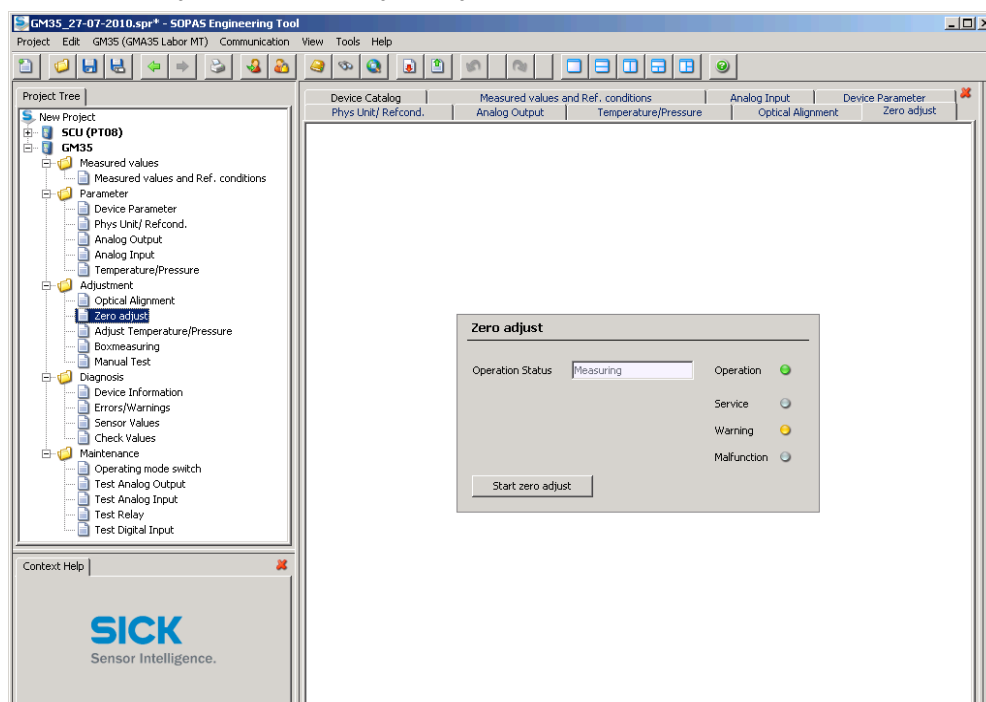 GM35_27-07-2010.spr* - SOPAS Engineering Tool
Project Edit GM35 (GMA35 Labor MT) Communication View Tools Help
Project Tree
New Project
SCU (PT08)
GM35
Measured values
Measured values and Ref. conditions
Parameter
Device Parameter
Phys Unit/ Refcond.
Analog Output
Analog Input
Temperature/Pressure
Adjustment
Optical Alignment
Zero adjust
Adjust Temperature/Pressure
Boxmeasuring
Manual Test
Diagnosis
Device Information
Errors/Warnings
Sensor Values
Check Values
Maintenance
Operating mode switch
Test Analog Output
Test Analog Input
Test Relay
Test Digital Input
Context Help
SICK
Sensor Intelligence.
Device Catalog Measured values and Ref. conditions Analog Input Device Parameter
Phys Unit/ Refcond. Analog Output Temperature/Pressure Optical Alignment Zero adjust
Zero adjust
Operation Status Measuring Operation
Service
Warning
Malfunction
Start zero adjust